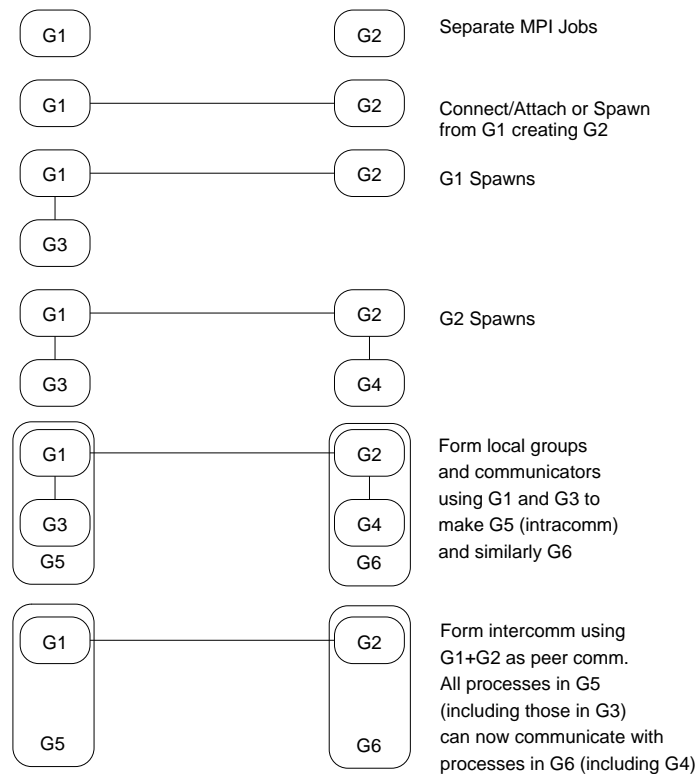 G1 G2 Separate MPI Jobs
G1 G2 Connect/Attach or Spawn
from G1 creating G2
G1 G2 G1 Spawns
G3
G1 G2 G2 Spawns
G3 G4
G1 G2 Form local groups
and communicators
using G1 and G3 to
G3 G4 make G5 (intracomm)
G5 G6 and similarly G6
G1 G2 Form intercomm using
G1+G2 as peer comm.
All processes in G5
(including those in G3)
G5 G6 can now communicate with
processes in G6 (including G4)